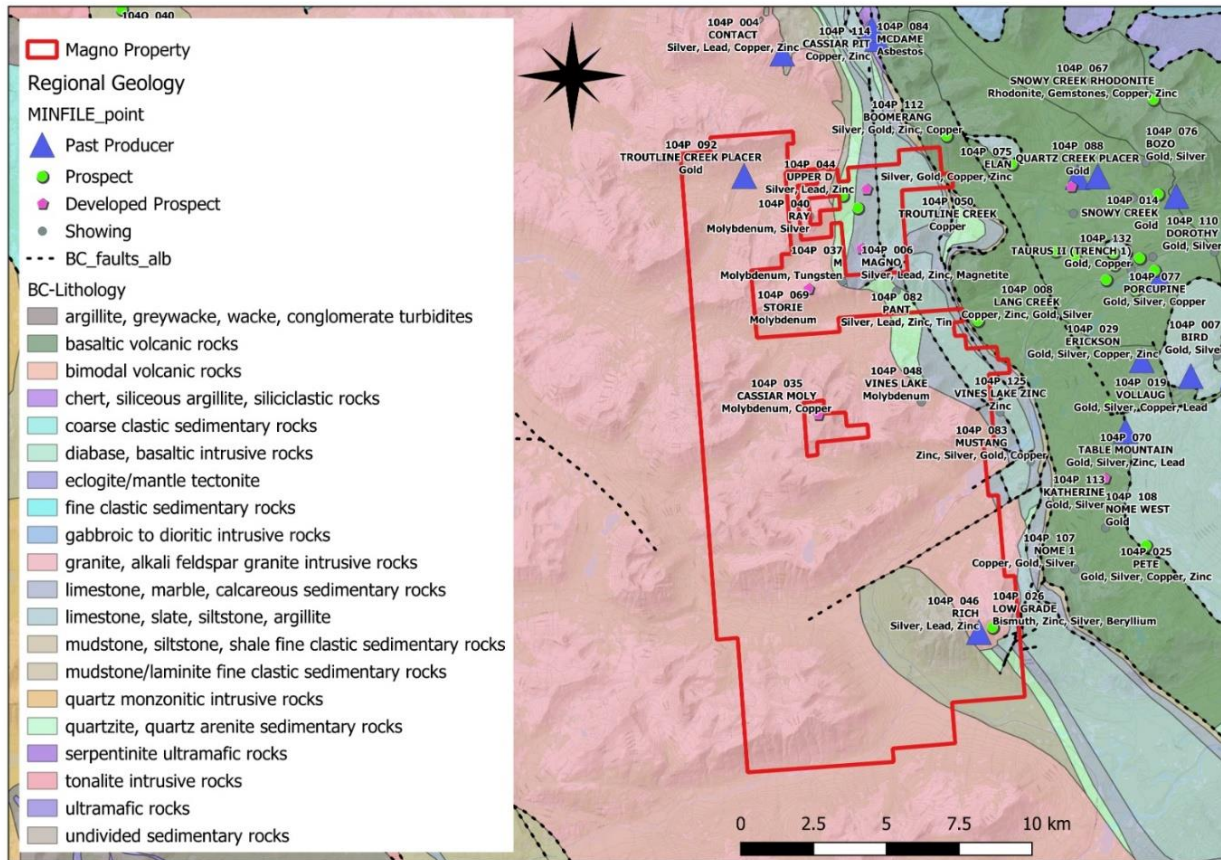 104O 040
Magno Property
Regional Geology
MINFILE_point
Past Producer
Prospect
Developed Prospect
Showing
BC_faults_alb
BC-Lithology
argillite, greywacke, wacke, conglomerate turbidites
basaltic volcanic rocks
bimodal volcanic rocks
chert, siliceous argillite, siliciclastic rocks
coarse clastic sedimentary rocks
diabase, basaltic intrusive rocks
eclogite/mantle tectonite
fine clastic sedimentary rocks
gabbroic to dioritic intrusive rocks
granite, alkali feldspar granite intrusive rocks
limestone, marble, calcareous sedimentary rocks
limestone, slate, siltstone, argillite
mudstone, siltstone, shale fine clastic sedimentary rocks
mudstone/laminite fine clastic sedimentary rocks
quartz monzonitic intrusive rocks
quartzite, quartz arenite sedimentary rocks
serpentinite ultramafic rocks
tonalite intrusive rocks
ultramafic rocks
undivided sedimentary rocks
104P 004
CONTACT
Silver, Lead, Copper, Zinc
104P 114
CASSIAR PIT
Copper, Zinc
104P 084
MCDAME
Asbestos
104P 067
SNOWY CREEK RHODONITE
Rhodonite, Gemstones, Copper, Zinc
104P 112
BOOMERANG
Silver, Gold, Zinc, Copper
104P 092
TROUTLINE CREEK PLACER
Gold
104P 044
UPPER D
Silver, Lead, Zinc
104P 075
ELAN
Silver, Gold, Copper, Zinc
104P 088
QUARTZ CREEK PLACER
Gold
104P 076
BOZO
Gold, Silver
104P 040
RAY
Molybdenum, Silver
104P 050
TROUTLINE CREEK
Copper
104P 014
SNOWY CREEK
Gold
104P 110
DOROTHY
Gold, Silver
104P 037
M
Molybdenum, Tungsten
104P 006
MAGNO
Silver, Lead, Zinc, Magnetite
104P 132
TAURUS II (TRENCH 1)
Gold, Copper
104P 077
PORCUPINE
Gold, Silver, Copper
104P 069
STORIE
Molybdenum
104P 082
PANT
Silver, Lead, Zinc, Tin
104P 008
LANG CREEK
Copper, Zinc, Gold, Silver
104P 029
ERICKSON
Gold, Silver, Copper, Zinc
104P 007
BIRD
Gold, Silver
104P 035
CASSIAR MOLY
Molybdenum, Copper
104P 048
VINES LAKE
Molybdenum
104P 125
VINES LAKE ZINC
Zinc
104P 019
VOLLAUG
Gold, Silver, Copper, Lead
104P 083
MUSTANG
Zinc, Silver, Gold, Copper
104P 070
TABLE MOUNTAIN
Gold, Silver, Zinc, Lead
104P 113
KATHERINE
Gold, Silver
104P 108
NOME WEST
Gold
104P 107
NOME 1
Copper, Gold, Silver
104P 025
PETE
Gold, Silver, Copper, Zinc
104P 046
RICH
Silver, Lead, Zinc
104P 026
LOW GRADE
Bismuth, Zinc, Silver, Beryllium
0 2.5 5 7.5 10 km